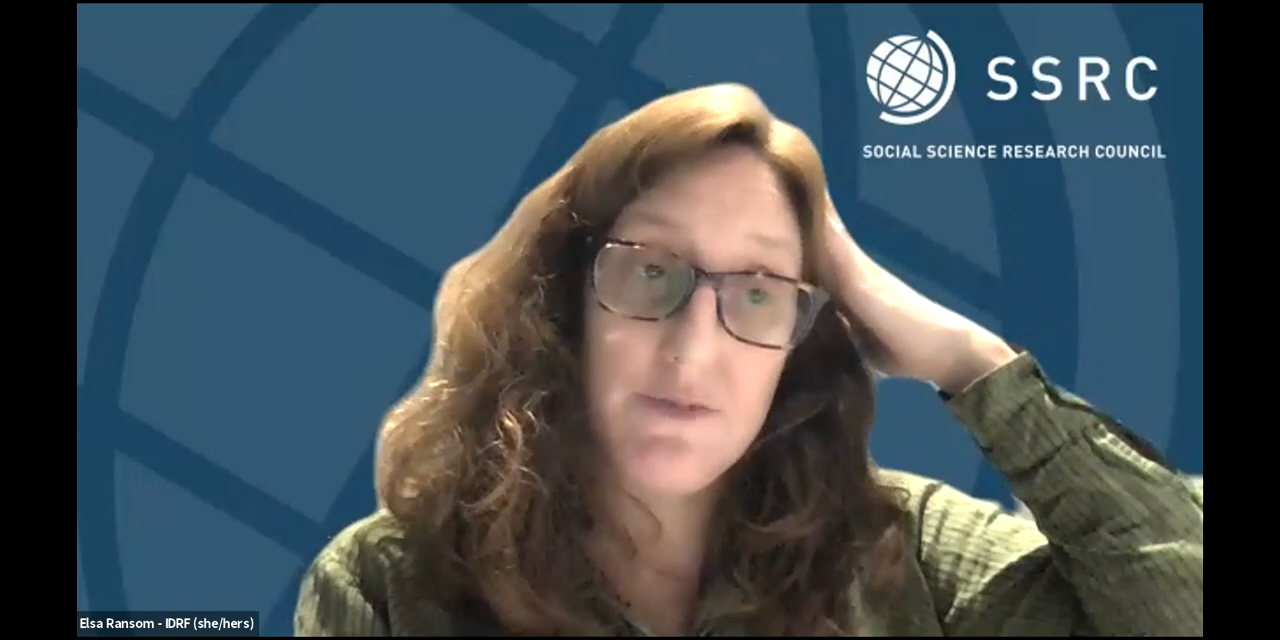 SSRC
SOCIAL SCIENCE RESEARCH COUNCIL
Elsa Ransom - IDRF (she/hers)